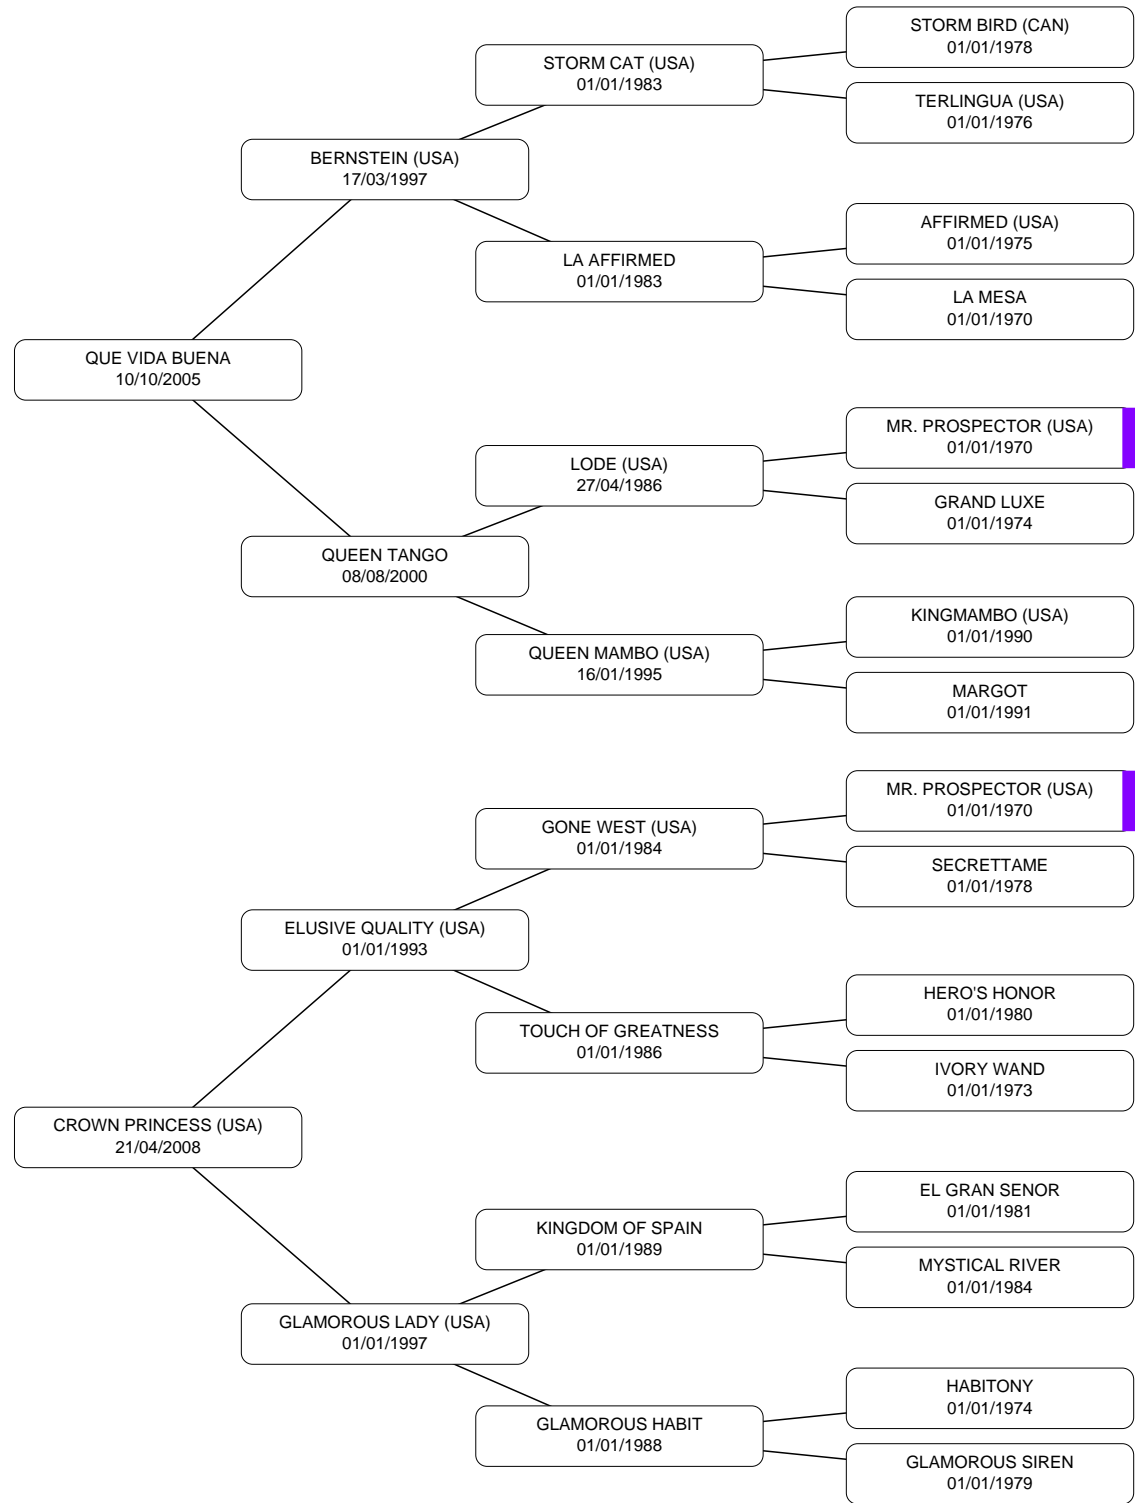 STORM BIRD (CAN)
01/01/1978
STORM CAT (USA)
01/01/1983
TERLINGUA (USA)
01/01/1976
BERNSTEIN (USA)
17/03/1997
AFFIRMED (USA)
01/01/1975
LA AFFIRMED
01/01/1983
LA MESA
01/01/1970
QUE VIDA BUENA
10/10/2005
MR. PROSPECTOR (USA)
01/01/1970
LODE (USA)
27/04/1986
GRAND LUXE
01/01/1974
QUEEN TANGO
08/08/2000
KINGMAMBO (USA)
01/01/1990
QUEEN MAMBO (USA)
16/01/1995
MARGOT
01/01/1991
MR. PROSPECTOR (USA)
01/01/1970
GONE WEST (USA)
01/01/1984
SECRETTAME
01/01/1978
ELUSIVE QUALITY (USA)
01/01/1993
HERO'S HONOR
01/01/1980
TOUCH OF GREATNESS
01/01/1986
IVORY WAND
01/01/1973
CROWN PRINCESS (USA)
21/04/2008
EL GRAN SENOR
01/01/1981
KINGDOM OF SPAIN
01/01/1989
MYSTICAL RIVER
01/01/1984
GLAMOROUS LADY (USA)
01/01/1997
HABITONY
01/01/1974
GLAMOROUS HABIT
01/01/1988
GLAMOROUS SIREN
01/01/1979